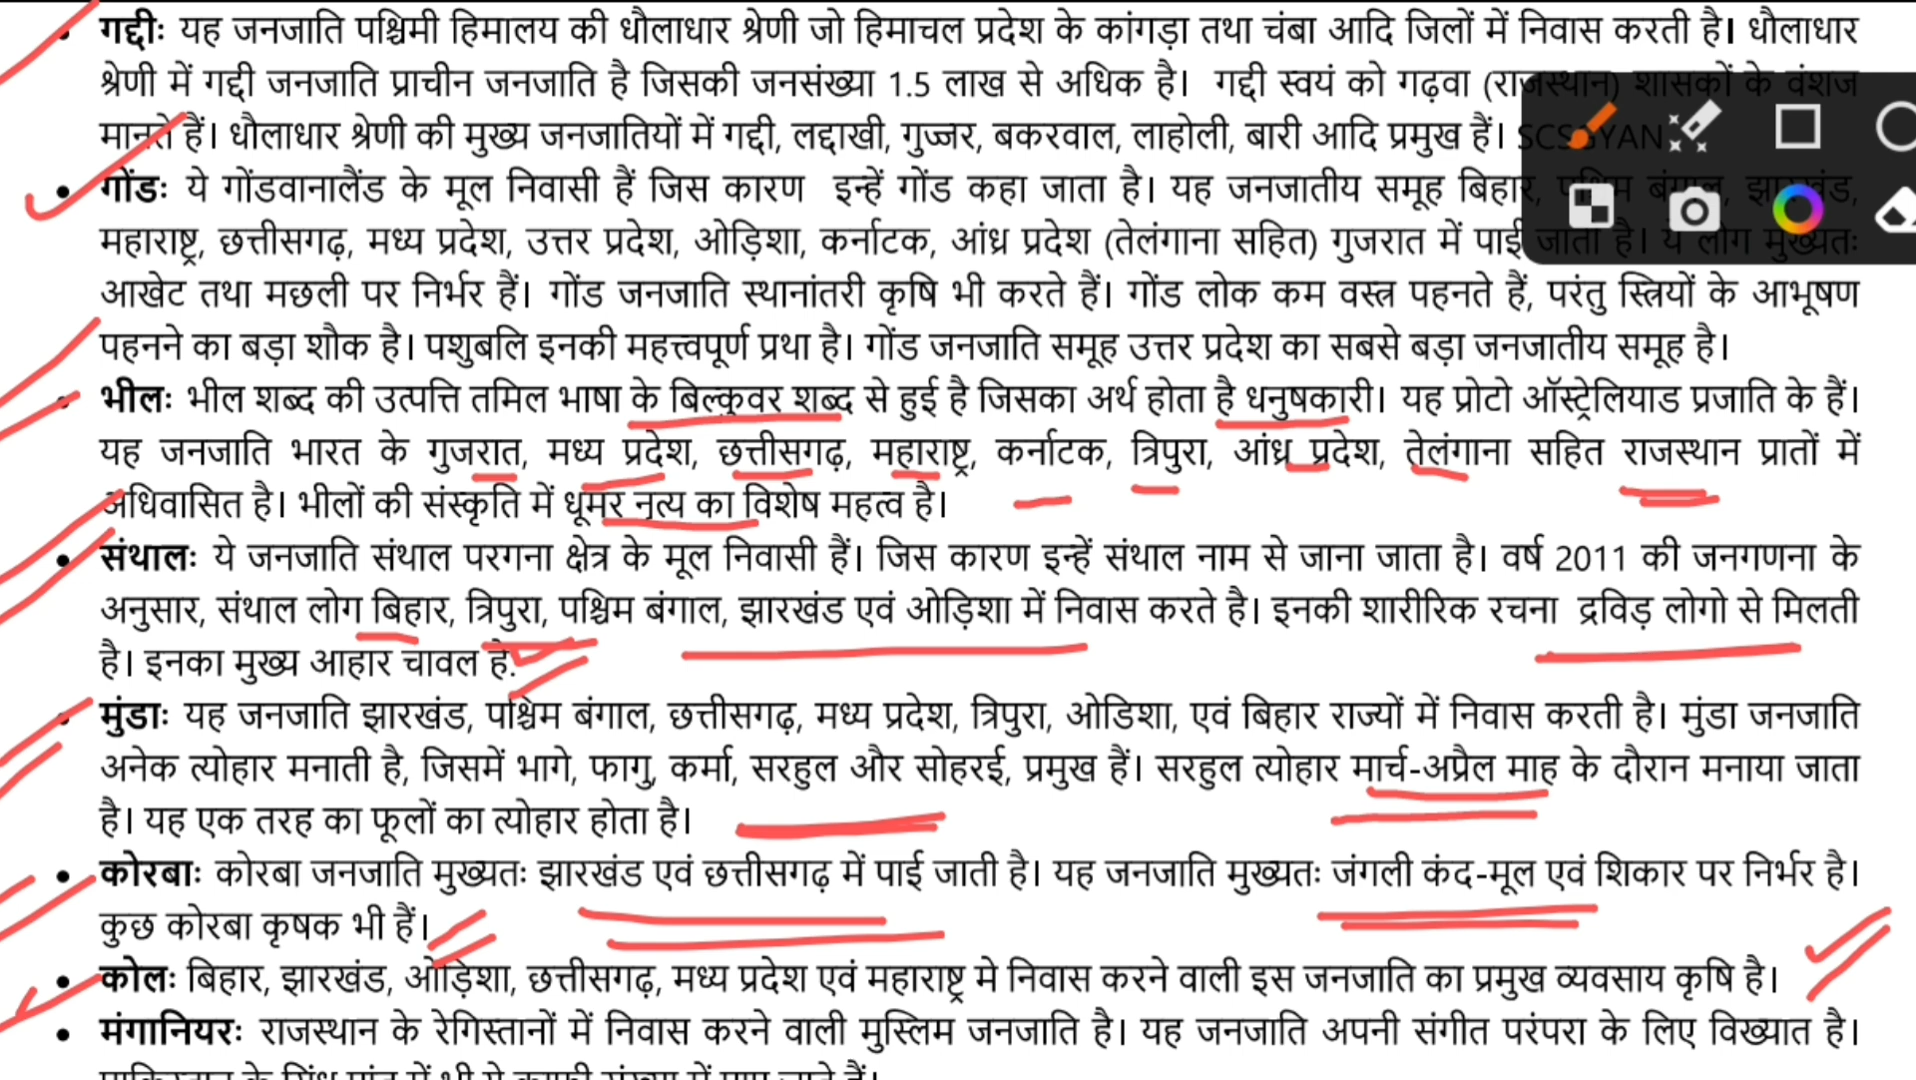 • गद्दीः यह जनजाति पश्चिमी हिमालय की धौलाधार श्रेणी जो हिमाचल प्रदेश के कांगड़ा तथा चंबा आदि जिलों में निवास करती है। धौलाधार
श्रेणी में गद्दी जनजाति प्राचीन जनजाति है जिसकी जनसंख्या 1.5 लाख से अधिक है। गद्दी स्वयं को गढ़वा (राजस्थान) शासकों के वंशज
मानते हैं। धौलाधार श्रेणी की मुख्य जनजातियों में गद्दी, लद्दाखी, गुज्जर, बकरवाल, लाहोली, बारी आदि प्रमुख हैं। SCSGYAN
• गोंडः ये गोंडवानालैंड के मूल निवासी हैं जिस कारण इन्हें गोंड कहा जाता है। यह जनजातीय समूह बिहार, पश्चिम बंगाल, झारखंड,
महाराष्ट्र, छत्तीसगढ़, मध्य प्रदेश, उत्तर प्रदेश, ओड़िशा, कर्नाटक, आंध्र प्रदेश (तेलंगाना सहित) गुजरात में पाई जाती है। ये लोग मुख्यतः
आखेट तथा मछली पर निर्भर हैं। गोंड जनजाति स्थानांतरी कृषि भी करते हैं। गोंड लोक कम वस्त्र पहनते हैं, परंतु स्त्रियों के आभूषण
पहनने का बड़ा शौक है। पशुबलि इनकी महत्त्वपूर्ण प्रथा है। गोंड जनजाति समूह उत्तर प्रदेश का सबसे बड़ा जनजातीय समूह है।
• भीलः भील शब्द की उत्पत्ति तमिल भाषा के बिल्कुवर शब्द से हुई है जिसका अर्थ होता है धनुषकारी। यह प्रोटो ऑस्ट्रेलियाड प्रजाति के हैं।
यह जनजाति भारत के गुजरात, मध्य प्रदेश, छत्तीसगढ़, महाराष्ट्र, कर्नाटक, त्रिपुरा, आंध्र प्रदेश, तेलंगाना सहित राजस्थान प्रातों में
अधिवासित है। भीलों की संस्कृति में धूमर नृत्य का विशेष महत्व है।
• संथालः ये जनजाति संथाल परगना क्षेत्र के मूल निवासी हैं। जिस कारण इन्हें संथाल नाम से जाना जाता है। वर्ष 2011 की जनगणना के
अनुसार, संथाल लोग बिहार, त्रिपुरा, पश्चिम बंगाल, झारखंड एवं ओड़िशा में निवास करते है। इनकी शारीरिक रचना द्रविड़ लोगो से मिलती
है। इनका मुख्य आहार चावल है.
• मुंडाः यह जनजाति झारखंड, पश्चिम बंगाल, छत्तीसगढ़, मध्य प्रदेश, त्रिपुरा, ओडिशा, एवं बिहार राज्यों में निवास करती है। मुंडा जनजाति
अनेक त्योहार मनाती है, जिसमें भागे, फागु, कर्मा, सरहुल और सोहरई, प्रमुख हैं। सरहुल त्योहार मार्च-अप्रैल माह के दौरान मनाया जाता
है। यह एक तरह का फूलों का त्योहार होता है।
• कोरबाः कोरबा जनजाति मुख्यतः झारखंड एवं छत्तीसगढ़ में पाई जाती है। यह जनजाति मुख्यतः जंगली कंद-मूल एवं शिकार पर निर्भर है।
कुछ कोरबा कृषक भी हैं।
• कोलः बिहार, झारखंड, ओड़िशा, छत्तीसगढ़, मध्य प्रदेश एवं महाराष्ट्र मे निवास करने वाली इस जनजाति का प्रमुख व्यवसाय कृषि है।
• मंगानियरः राजस्थान के रेगिस्तानों में निवास करने वाली मुस्लिम जनजाति है। यह जनजाति अपनी संगीत परंपरा के लिए विख्यात है।